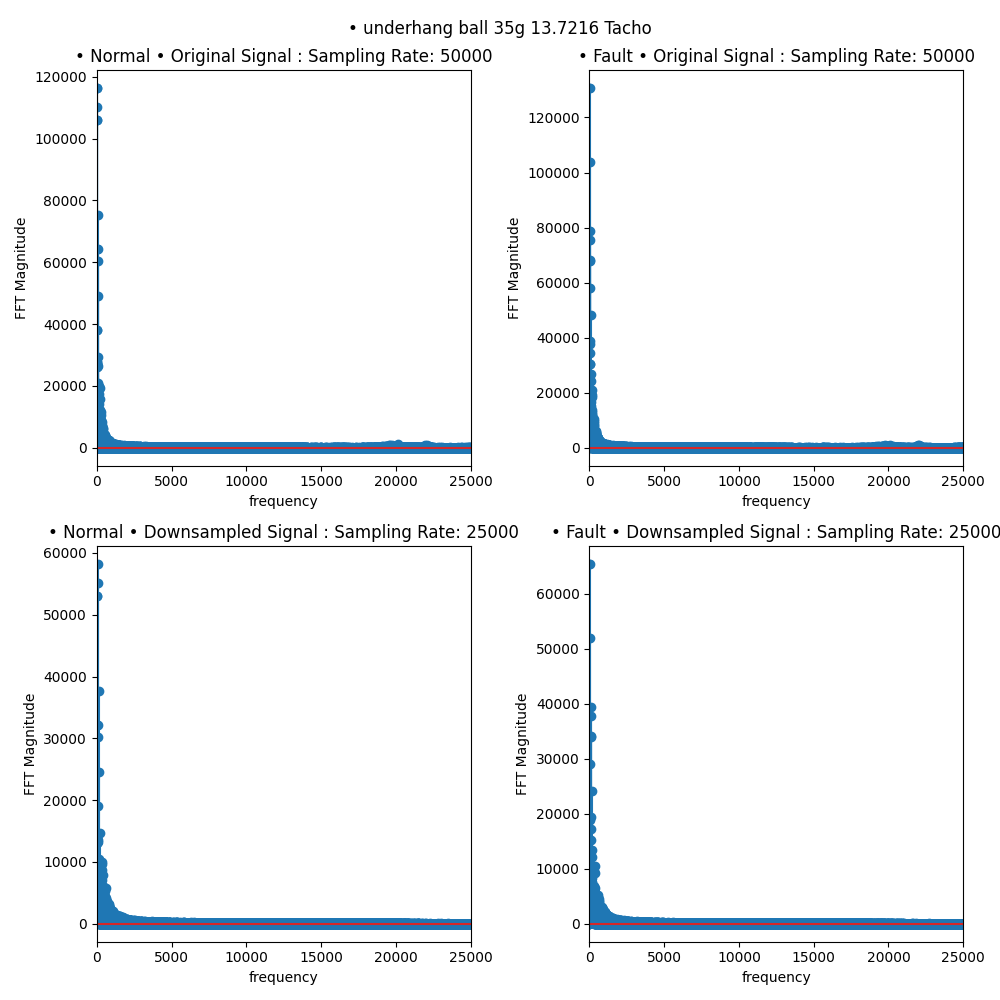 • underhang ball 35g 13.7216 Tacho
• Normal • Original Signal : Sampling Rate: 50000
• Fault • Original Signal : Sampling Rate: 50000
120000
100000
80000
60000
40000
20000
0
FFT Magnitude
0 5000 10000 15000 20000 25000
frequency
120000
100000
80000
60000
40000
20000
0
FFT Magnitude
0 5000 10000 15000 20000 25000
frequency
• Normal • Downsampled Signal : Sampling Rate: 25000
• Fault • Downsampled Signal : Sampling Rate: 25000
60000
50000
40000
30000
20000
10000
0
FFT Magnitude
0 5000 10000 15000 20000 25000
frequency
60000
50000
40000
30000
20000
10000
0
FFT Magnitude
0 5000 10000 15000 20000 25000
frequency